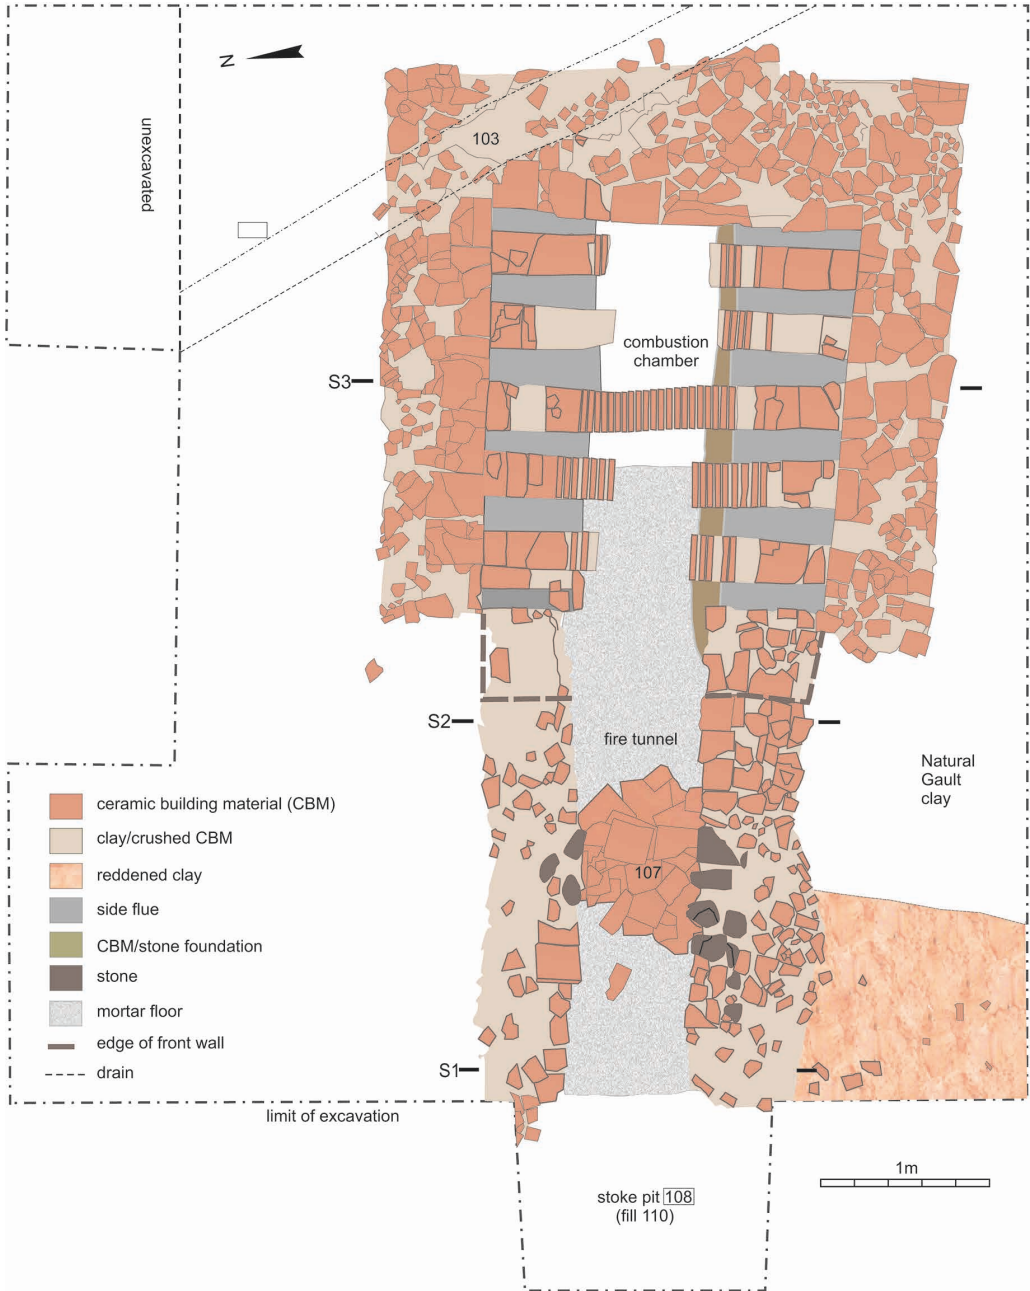 N
unexcavated
103
combustion
chamber
S3
S2
fire tunnel
Natural
Gault
clay
107
ceramic building material (CBM)
clay/crushed CBM
reddened clay
side flue
CBM/stone foundation
stone
mortar floor
edge of front wall
drain
S1
limit of excavation
1m
stoke pit 108
(fill 110)